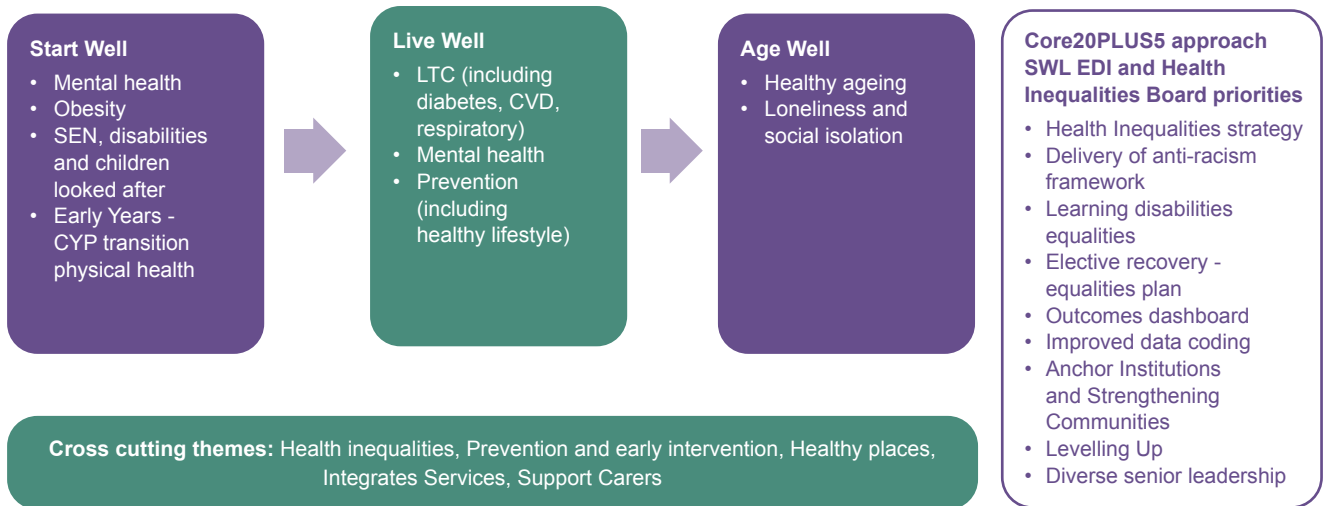 Start Well
• Mental health
• Obesity
• SEN, disabilities
and children
looked after
• Early Years -
CYP transition
physical health
Live Well
• LTC (including
diabetes, CVD,
respiratory)
• Mental health
• Prevention
(including
healthy lifestyle)
Age Well
• Healthy ageing
• Loneliness and
social isolation
Core20PLUS5 approach
SWL EDI and Health
Inequalities Board priorities
• Health Inequalities strategy
• Delivery of anti-racism
framework
• Learning disabilities
equalities
• Elective recovery -
equalities plan
• Outcomes dashboard
• Improved data coding
• Anchor Institutions
and Strengthening
Communities
• Levelling Up
• Diverse senior leadership
Cross cutting themes: Health inequalities, Prevention and early intervention, Healthy places,
Integrates Services, Support Carers